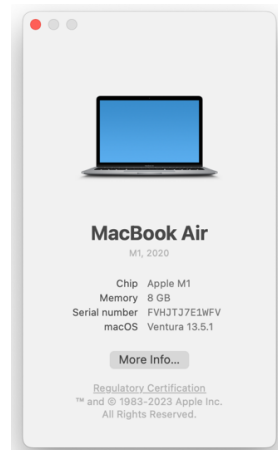 MacBook Air
M1, 2020
Chip Apple M1
Memory 8 GB
Serial number FVHJTJ7E1WFV
macOS Ventura 13.5.1
More Info...
Regulatory Certification
™ and © 1983-2023 Apple Inc.
All Rights Reserved.